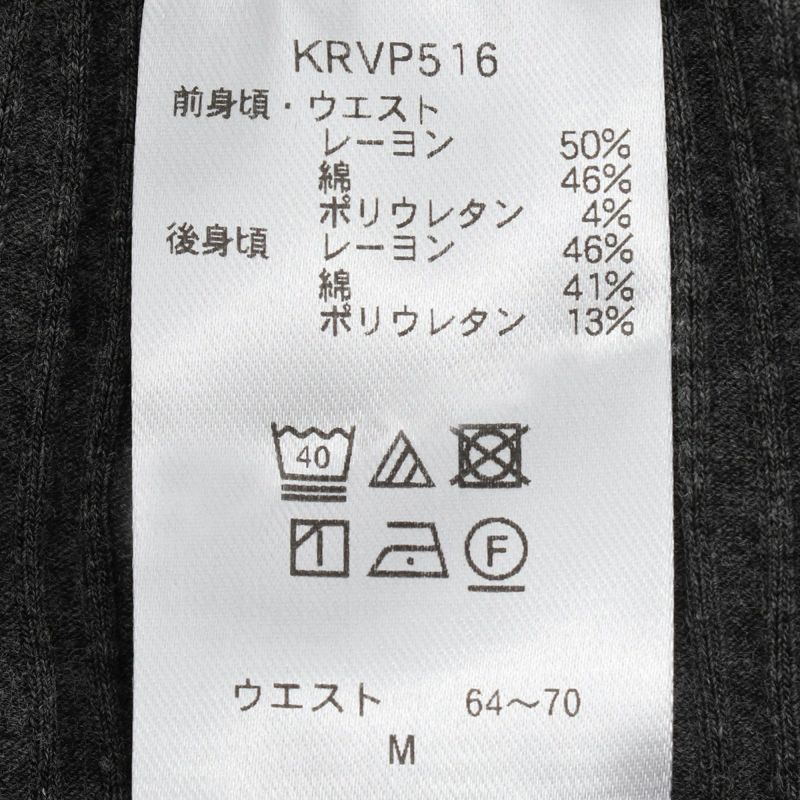 KRVP516
前身頃・ウエスト
レーヨン 50%
綿 46%
ポリウレタン 4%
後身頃 レーヨン 46%
綿 41%
ポリウレタン 13%
40
F
ウエスト 64〜70
M